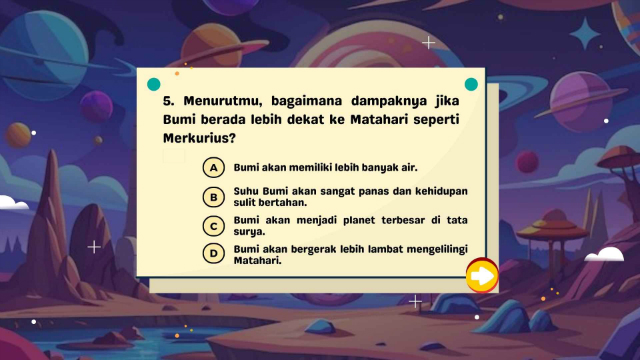 5. Menurutmu, bagaimana dampaknya jika
Bumi berada lebih dekat ke Matahari seperti
Merkurius?
A Bumi akan memiliki lebih banyak air.
B Suhu Bumi akan sangat panas dan kehidupan
sulit bertahan.
C Bumi akan menjadi planet terbesar di tata
surya.
D Bumi akan bergerak lebih lambat mengelilingi
Matahari.